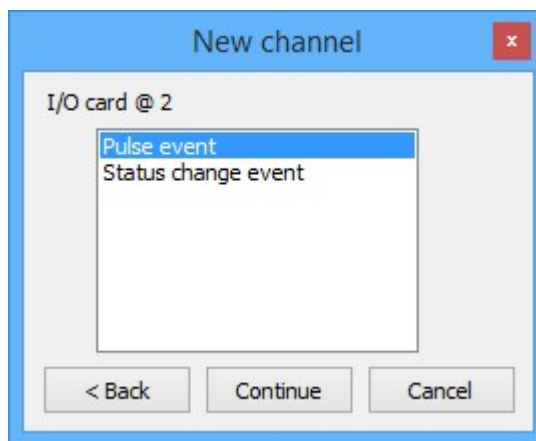 New channel
x
I/O card @ 2
Pulse event
Status change event
< Back
Continue
Cancel